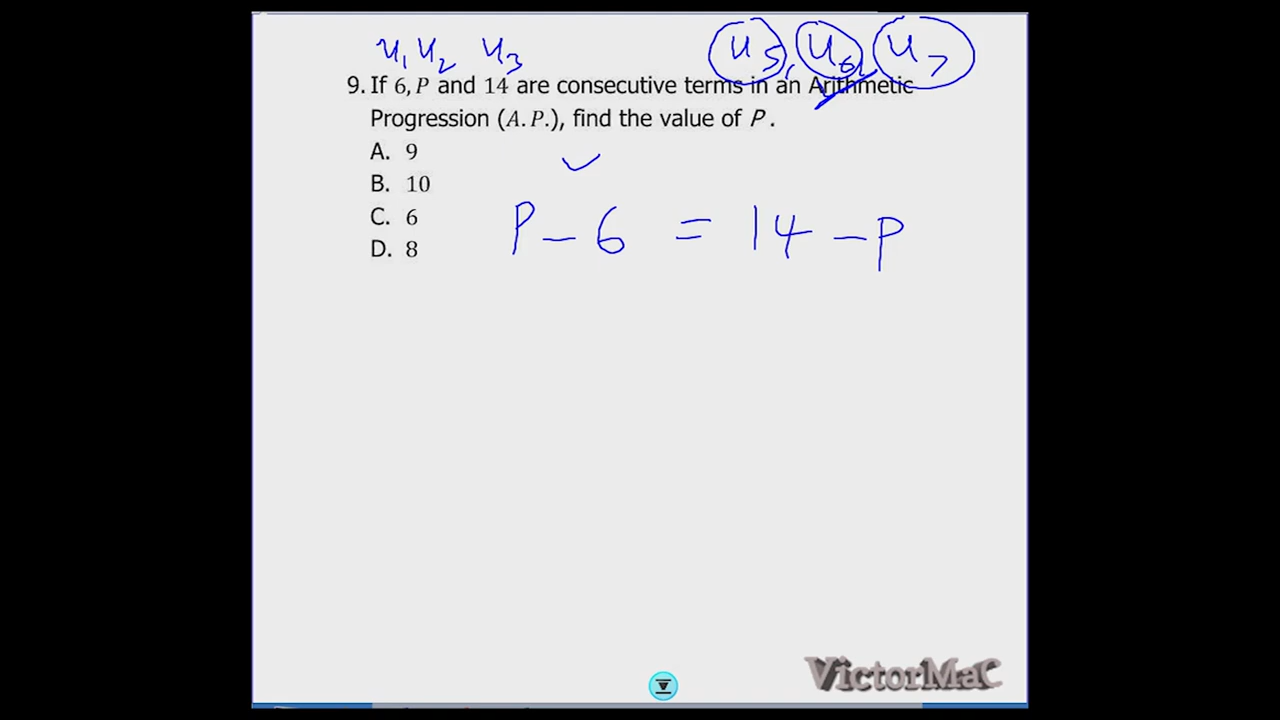 u₁ u₂ u₃ u₅, u₆, u₇
9. If 6, P and 14 are consecutive terms in an Arithmetic
Progression (A.P.), find the value of P.
A. 9
B. 10
C. 6
D. 8
P - 6 = 14 - P
VictorMaC